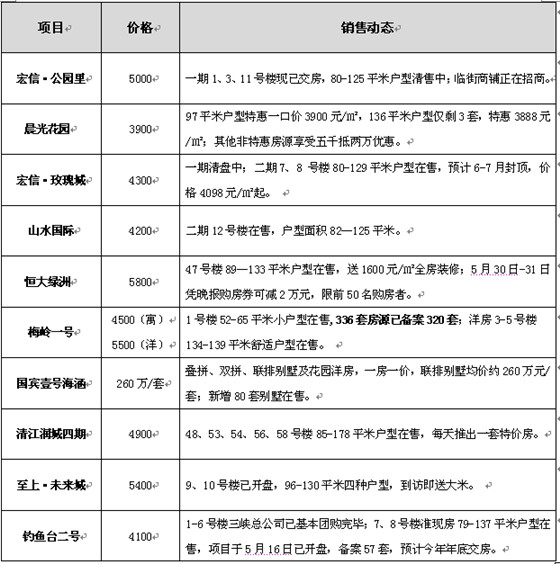 项目 价格 销售动态
宏信·公园里 5000 一期1、3、11号楼现已交房，80-125平米户型清售中；临街商铺正在招商。
晨光花园 3900 97平米户型特惠一口价3900元/㎡，136平米户型仅剩3套，特惠3888元
/㎡；其他非特惠房源享受五千抵两万优惠。
宏信·玫瑰城 4300 一期清盘中；二期7、8 号楼80-129平米户型在售，预计6-7月封顶，价
格4098元/㎡起。
山水国际 4200 二期12号楼在售，户型面积82—125平米。
恒大绿洲 5800 47号楼89—133平米户型在售，送1600元/㎡全房装修；5月30日-31日
凭晚报购房券可减2万元，限前50名购房者。
梅岭一号 4500（寓） 1号楼52-65平米小户型在售,336套房源已备案320套；洋房3-5号楼
5500（洋） 134-139平米舒适户型在售。
国宾壹号海涵 260万/套 叠拼、双拼、联排别墅及花园洋房，一房一价，联排别墅均价约260万元/
套；新增80套别墅在售。
清江润城四期 4900 48、53、54、56、58号楼85-178平米户型在售，每天推出一套特价房。
至上·未来城 5400 9、10号楼已开盘，96-130平米四种户型，到访即送大米。
钓鱼台二号 4100 1-6号楼三峡总公司已基本团购完毕；7、8号楼准现房79-137平米户型在
售，项目于5月16日已开盘，备案57套，预计今年年底交房。